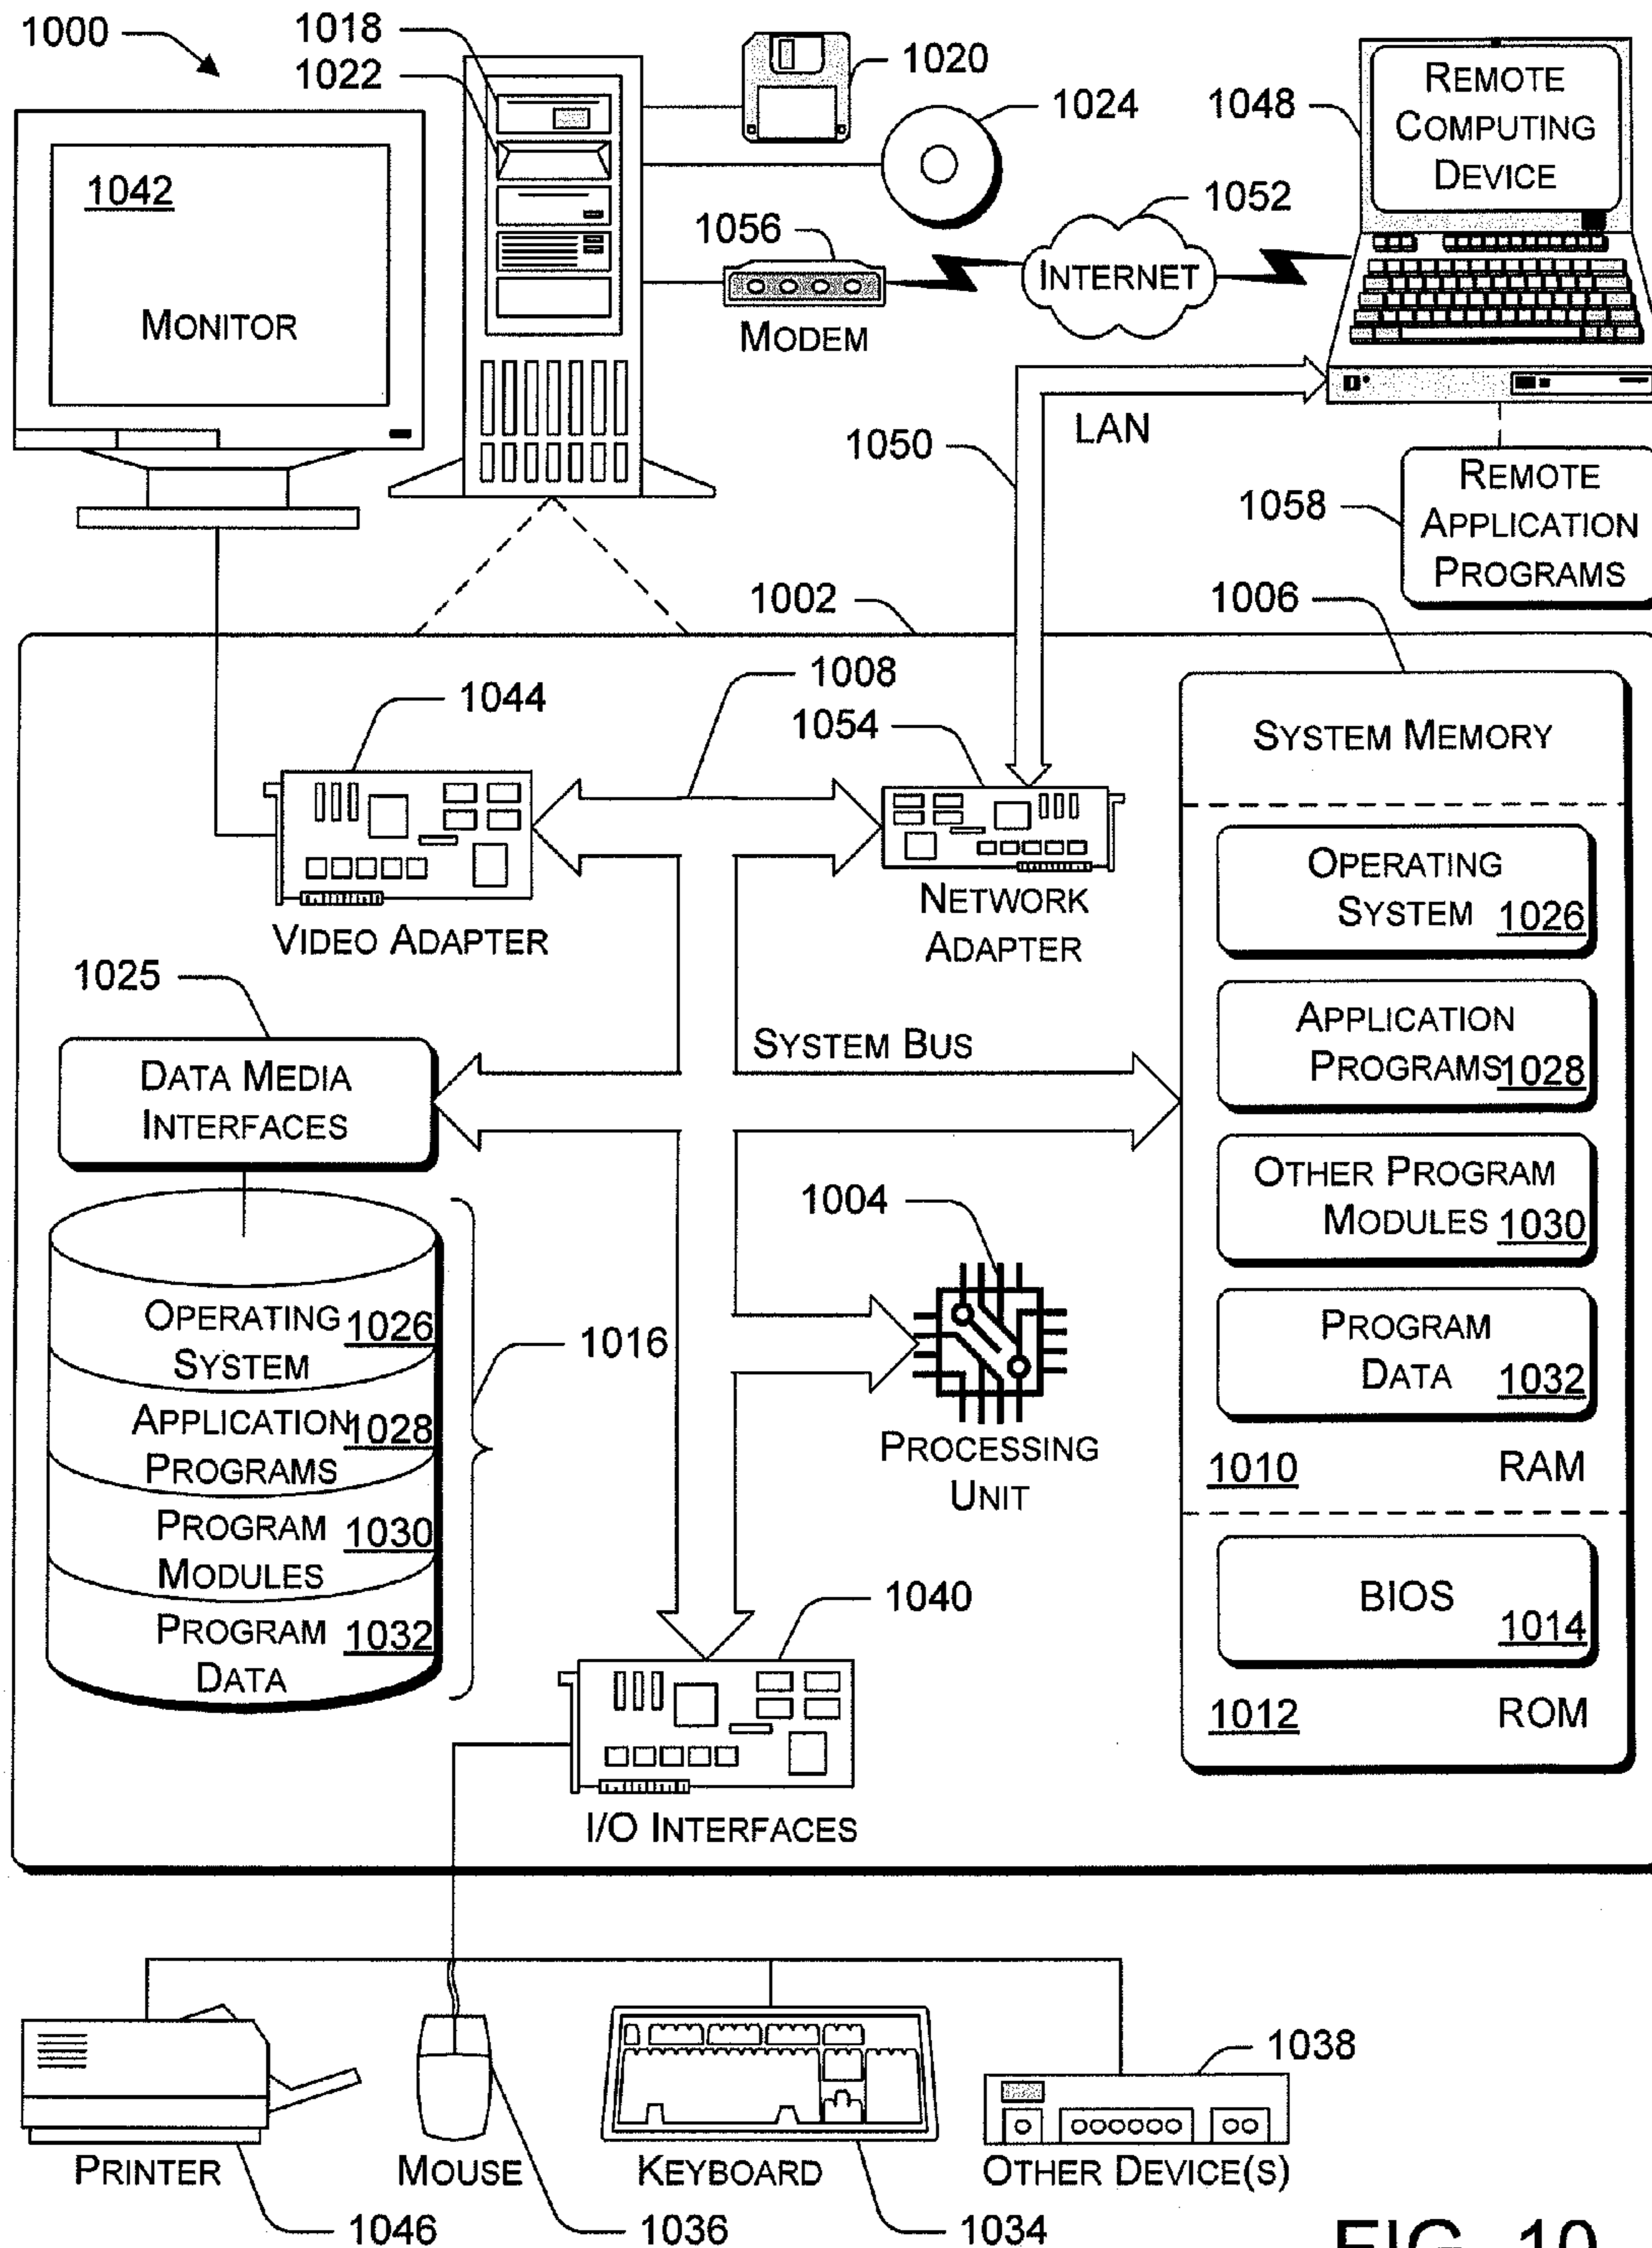 1000
1018
1022
1020
1024
1048
REMOTE
COMPUTING
DEVICE
1042
MONITOR
1056
MODEM
1052
INTERNET
1050
LAN
1058
REMOTE
APPLICATION
PROGRAMS
1002
1006
1044
1008
1054
VIDEO ADAPTER
NETWORK
ADAPTER
SYSTEM MEMORY
OPERATING
SYSTEM 1026
APPLICATION
PROGRAMS 1028
OTHER PROGRAM
MODULES 1030
PROGRAM
DATA 1032
1010 RAM
BIOS
1014
1012 ROM
1025
DATA MEDIA
INTERFACES
SYSTEM BUS
1004
PROCESSING
UNIT
OPERATING 1026
SYSTEM
APPLICATION 1028
PROGRAMS
PROGRAM 1030
MODULES
PROGRAM 1032
DATA
1016
1040
I/O INTERFACES
1038
PRINTER
MOUSE
KEYBOARD
OTHER DEVICE(S)
1046
1036
1034
FIG. 10